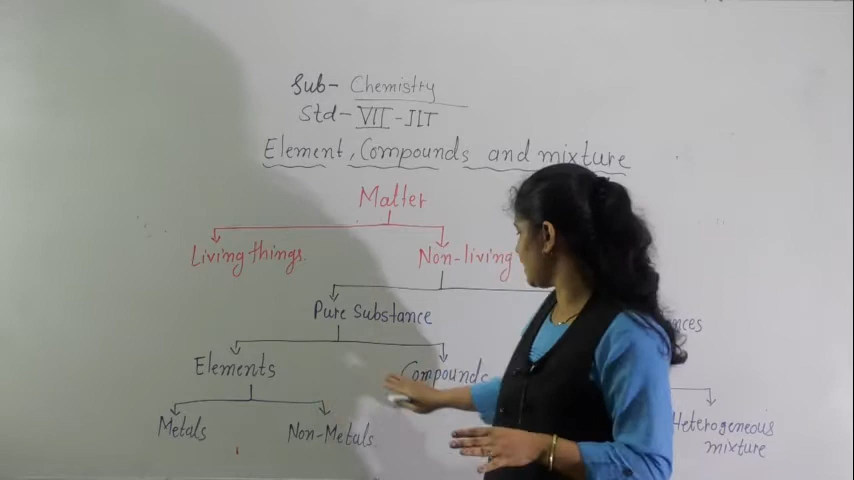 Sub- Chemistry
Std- VII - IIT
Element, Compounds and mixture
Matter
Living things.
Non-living
Pure Substance
Elements
Compounds
Metals
Non-Metals
Heterogeneous
mixture